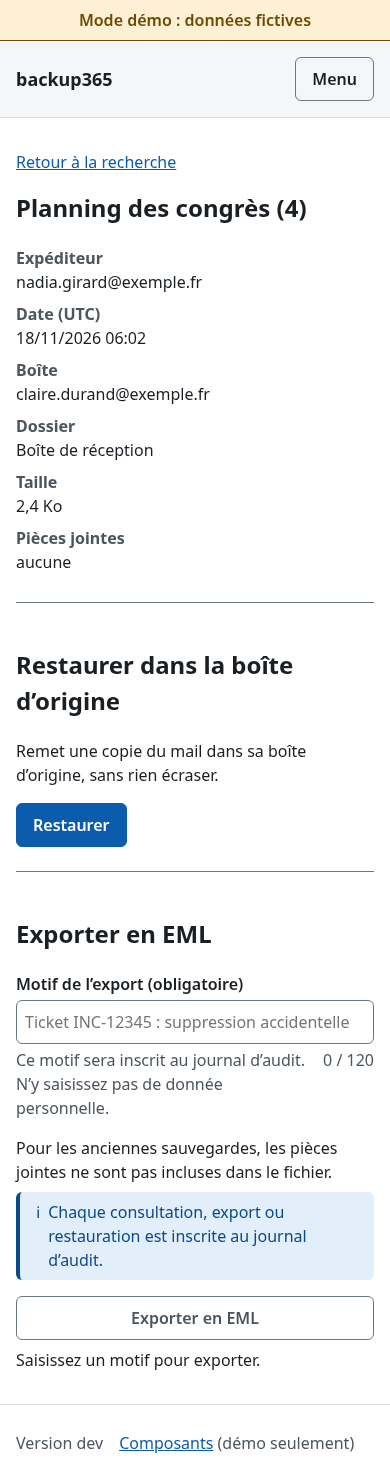 Mode démo : données fictives
backup365
Menu
Retour à la recherche
Planning des congrès (4)
Expéditeur
nadia.girard@exemple.fr
Date (UTC)
18/11/2026 06:02
Boîte
claire.durand@exemple.fr
Dossier
Boîte de réception
Taille
2,4 Ko
Pièces jointes
aucune
Restaurer dans la boîte
d’origine
Remet une copie du mail dans sa boîte
d’origine, sans rien écraser.
Restaurer
Exporter en EML
Motif de l’export (obligatoire)
Ticket INC-12345 : suppression accidentelle
Ce motif sera inscrit au journal d’audit. 0 / 120
N’y saisissez pas de donnée
personnelle.
Pour les anciennes sauvegardes, les pièces
jointes ne sont pas incluses dans le fichier.
i Chaque consultation, export ou
restauration est inscrite au journal
d’audit.
Exporter en EML
Saisissez un motif pour exporter.
Version dev Composants (démo seulement)